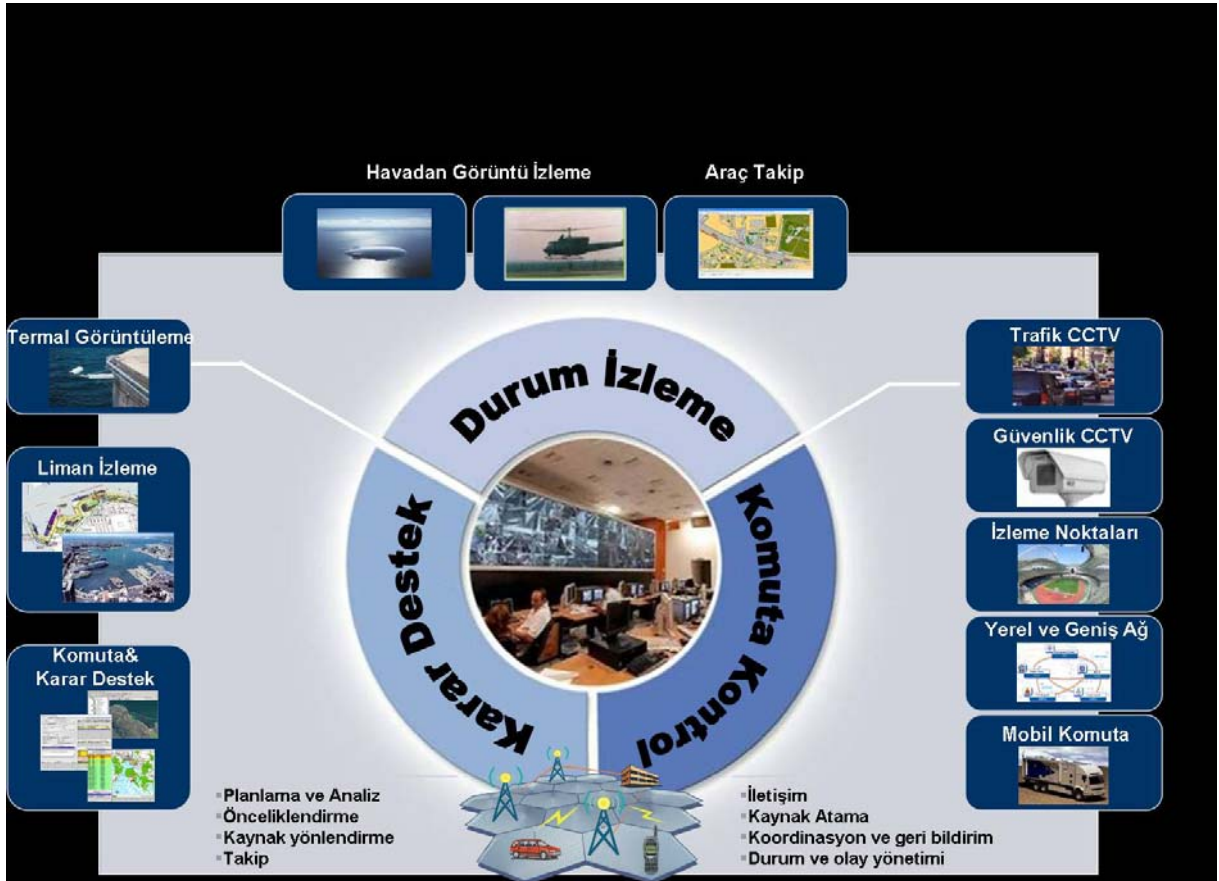 Havadan Görüntü İzleme
Araç Takip
Termal Görüntüleme
Liman İzleme
Komuta&
Karar Destek
Durum İzleme
Karar Destek
Komuta Kontrol
Trafik CCTV
Güvenlik CCTV
İzleme Noktaları
Yerel ve Geniş Ağ
Mobil Komuta
▪Planlama ve Analiz
▪Önceliklendirme
▪Kaynak yönlendirme
▪Takip
▪İletişim
▪Kaynak Atama
▪Koordinasyon ve geri bildirim
▪Durum ve olay yönetimi